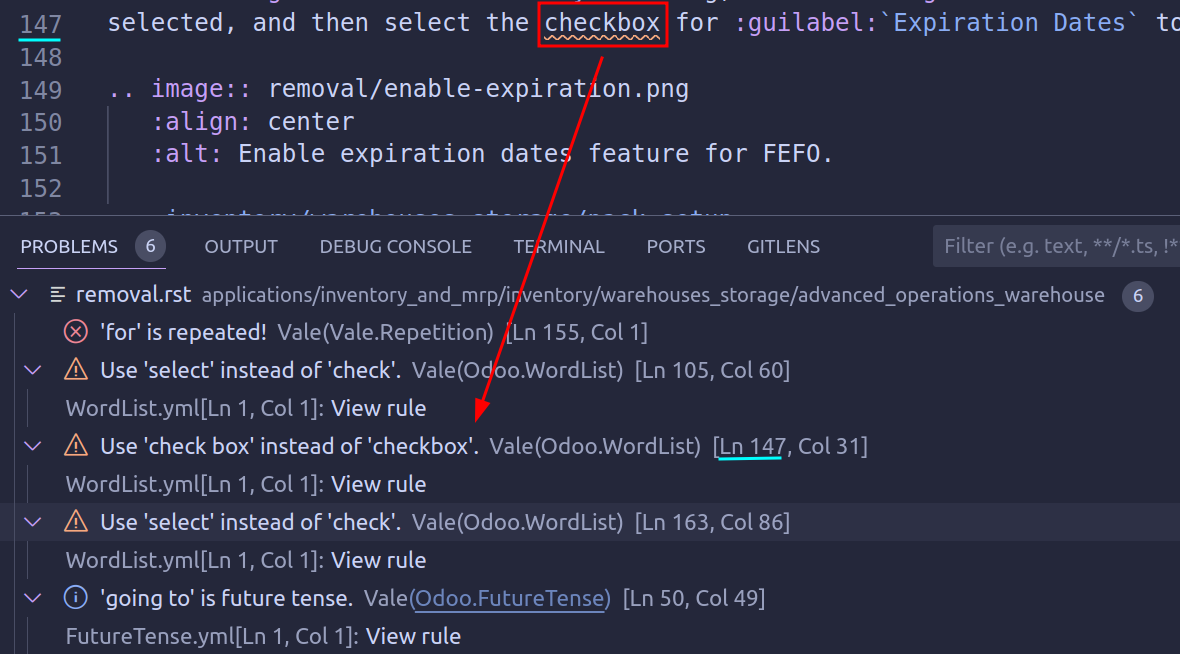 147 selected, and then select the checkbox for :guilabel:`Expiration Dates` to
148
149 .. image:: removal/enable-expiration.png
150 :align: center
151 :alt: Enable expiration dates feature for FEFO.
152
PROBLEMS 6 OUTPUT DEBUG CONSOLE TERMINAL PORTS GITLENS Filter (e.g. text, **/*.ts, !*
removal.rst applications/inventory_and_mrp/inventory/warehouses_storage/advanced_operations_warehouse 6
'for' is repeated! Vale(Vale.Repetition) [Ln 155, Col 1]
Use 'select' instead of 'check'. Vale(Odoo.WordList) [Ln 105, Col 60]
WordList.yml[Ln 1, Col 1]: View rule
Use 'check box' instead of 'checkbox'. Vale(Odoo.WordList) [Ln 147, Col 31]
WordList.yml[Ln 1, Col 1]: View rule
Use 'select' instead of 'check'. Vale(Odoo.WordList) [Ln 163, Col 86]
WordList.yml[Ln 1, Col 1]: View rule
'going to' is future tense. Vale(Odoo.FutureTense) [Ln 50, Col 49]
FutureTense.yml[Ln 1, Col 1]: View rule